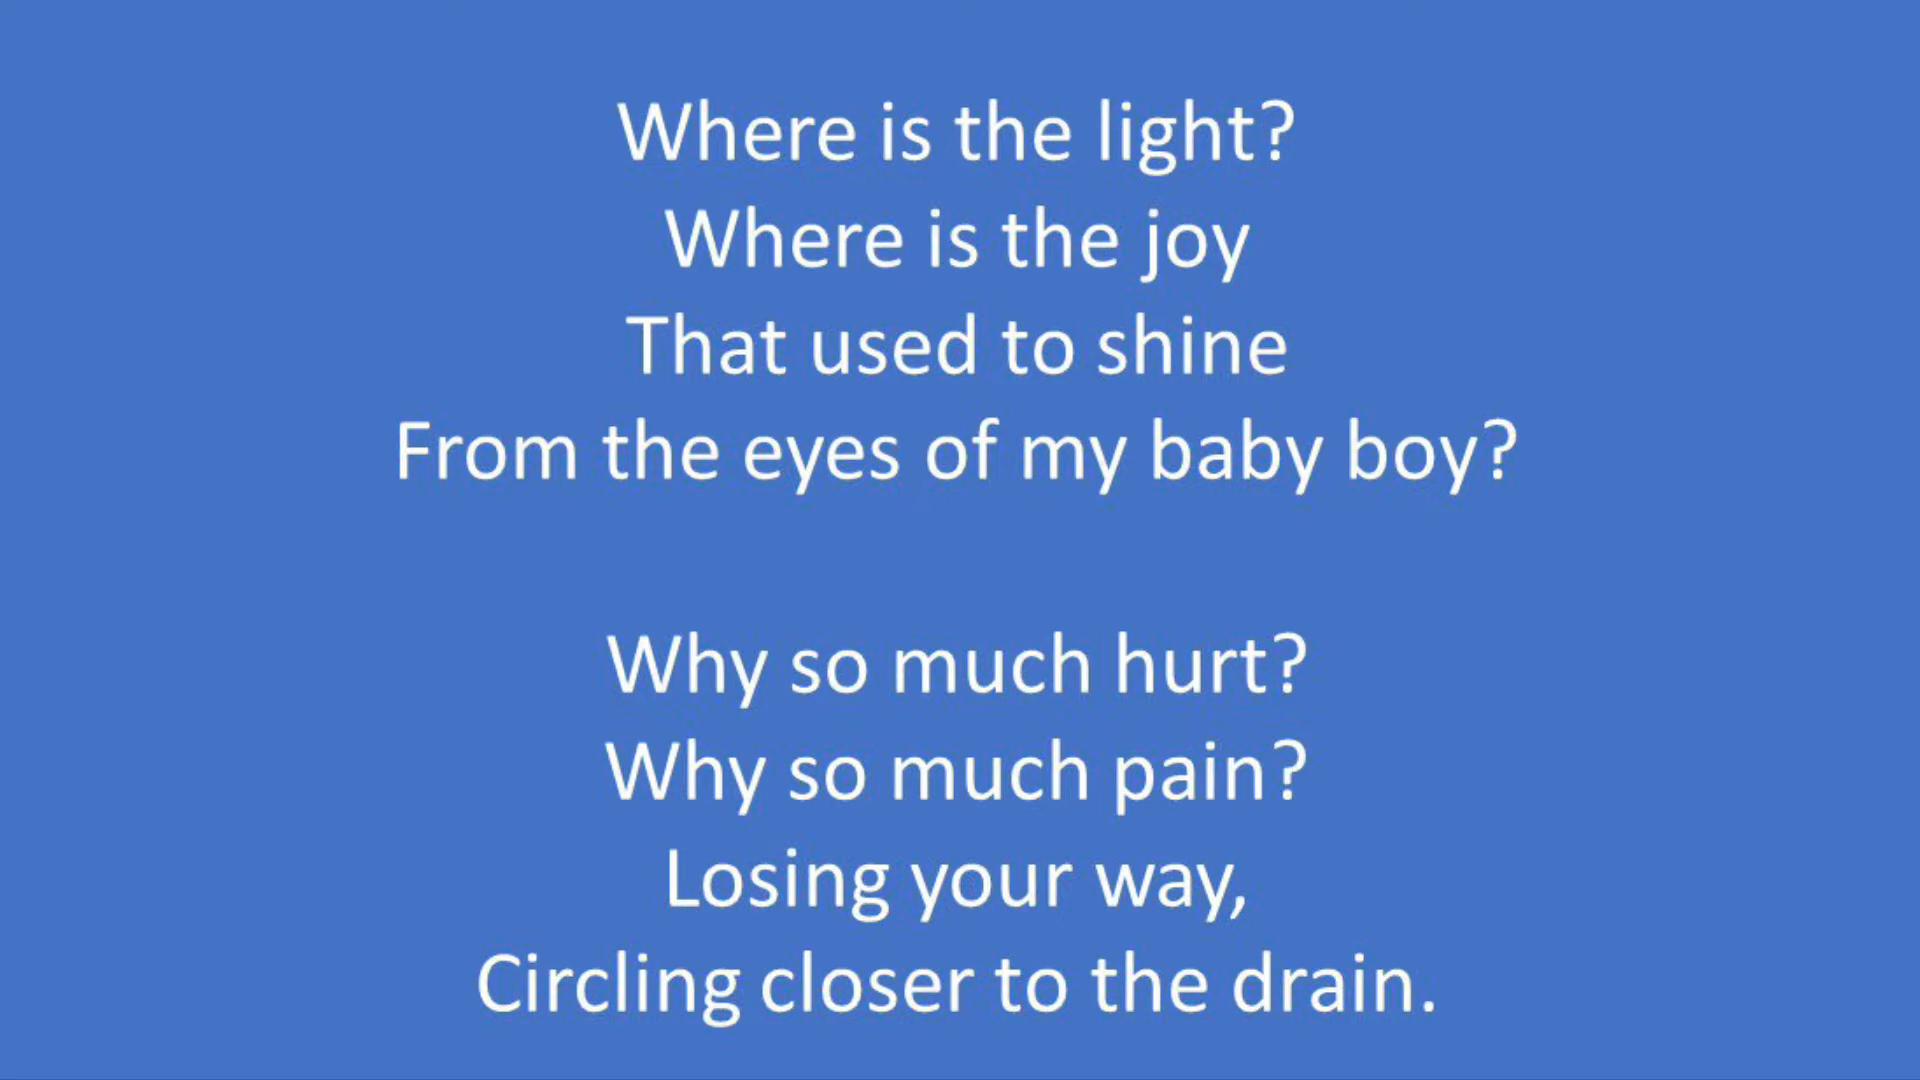 Where is the light?
Where is the joy
That used to shine
From the eyes of my baby boy?
Why so much hurt?
Why so much pain?
Losing your way,
Circling closer to the drain.